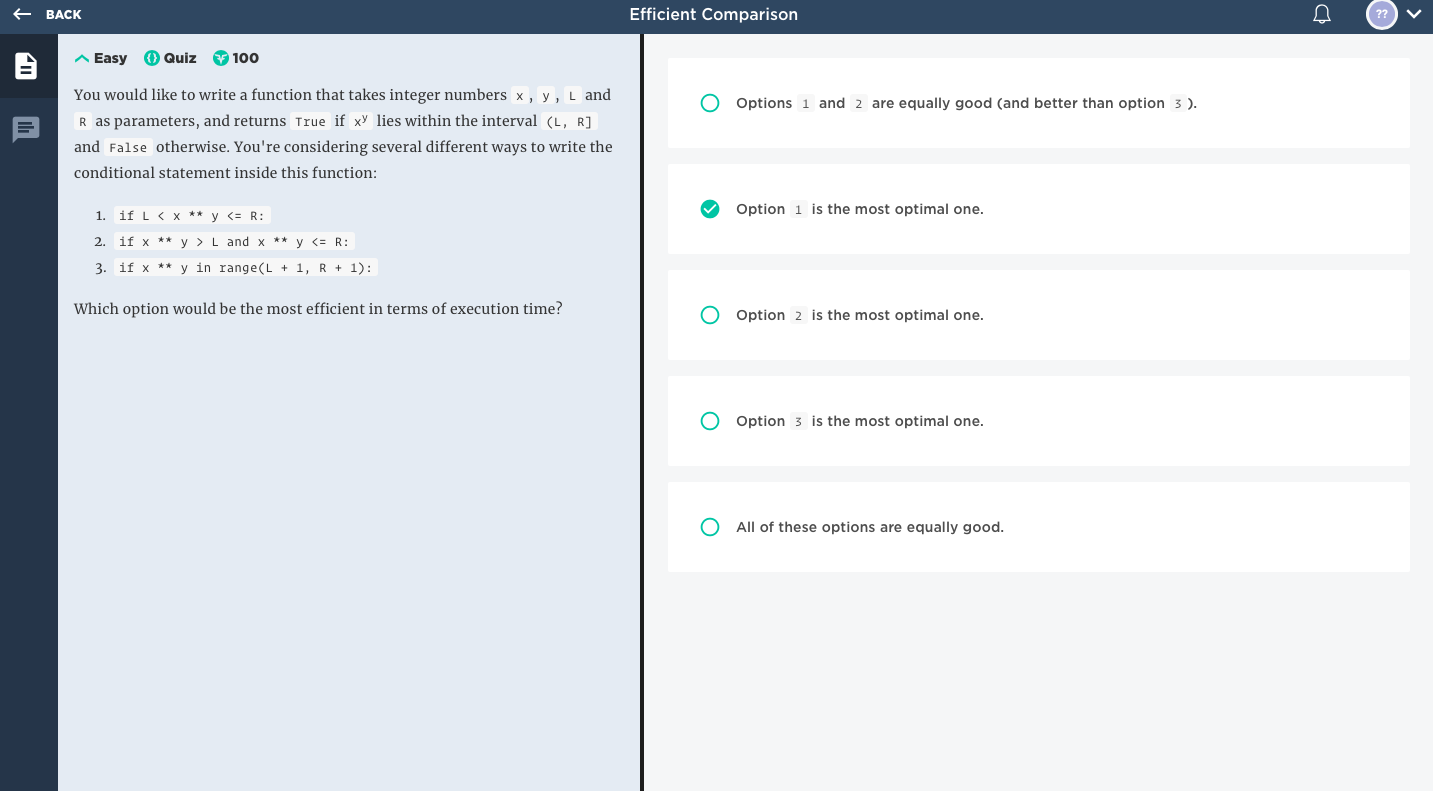 BACK
Efficient Comparison
??
Easy Quiz 100
You would like to write a function that takes integer numbers x, y, L and
R as parameters, and returns True if xʸ lies within the interval (L, R]
and False otherwise. You're considering several different ways to write the
conditional statement inside this function:
1. if L < x ** y <= R:
2. if x ** y > L and x ** y <= R:
3. if x ** y in range(L + 1, R + 1):
Which option would be the most efficient in terms of execution time?
Options 1 and 2 are equally good (and better than option 3).
Option 1 is the most optimal one.
Option 2 is the most optimal one.
Option 3 is the most optimal one.
All of these options are equally good.